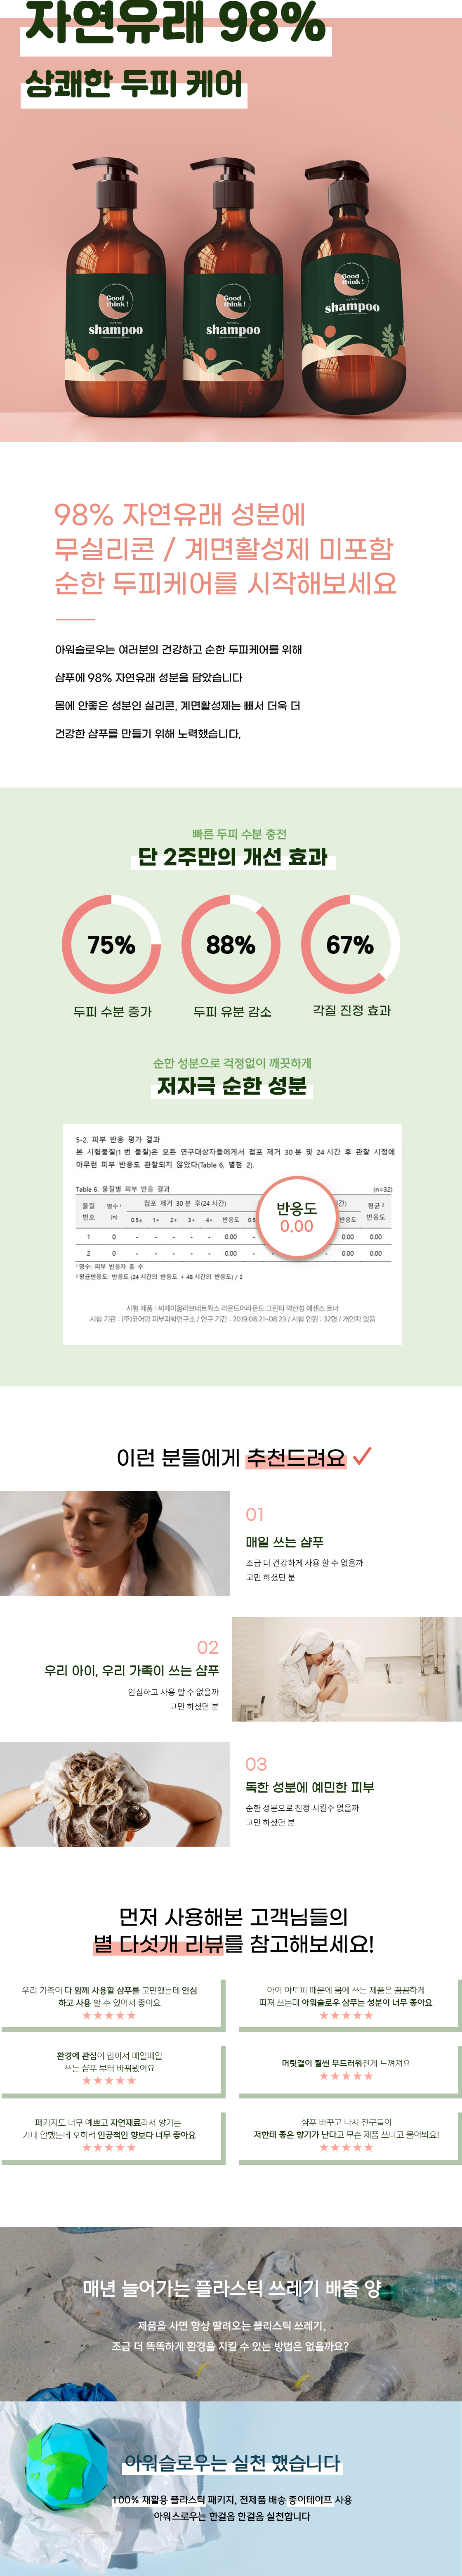 자연유래 98%
상쾌한 두피 케어
Good
think !
shampoo
Good
think !
shampoo
Good
think !
shampoo
98% 자연유래 성분에
무실리콘 / 계면활성제 미포함
순한 두피케어를 시작해보세요
아워슬로우는 여러분의 건강하고 순한 두피케어를 위해
샴푸에 98% 자연유래 성분을 담았습니다
몸에 안좋은 성분인 실리콘, 계면활성제는 빼서 더욱 더
건강한 샴푸를 만들기 위해 노력했습니다,
빠른 두피 수분 충전
단 2주만의 개선 효과
75% 88% 67%
두피 수분 증가 두피 유분 감소 각질 진정 효과
순한 성분으로 걱정없이 깨끗하게
저자극 순한 성분
5-2. 피부 반응 평가 결과
본 시험물질(1 번 물질)은 모든 연구대상자들에게서 첩포 제거 30 분 및 24 시간 후 관찰 시점에
아무런 피부 반응도 관찰되지 않았다(Table 6, 별첨 2).
Table 6. 물질별 피부 반응 결과 (n=32)
물질 명수¹ 첩포 제거 30 분 후(24 시간) 간) 평균²
번호 (n) 0.5± 1+ 2+ 3+ 4+ 반응도 0.5 반응도 반응도
1 0 - - - - - 0.00 - 0.00 0.00
2 0 - - - - - 0.00 - 0.00 0.00
반응도
0.00
¹ 명수: 피부 반응자 총 수
² 평균반응도: 반응도 (24 시간의 반응도 + 48 시간의 반응도) / 2
시험 제품 : 씨제이올리브네트웍스 라운드어라운드 그린티 약산성 에센스 토너
시험 기관 : (주)코어덤 피부과학연구소 / 연구 기간 : 2019.08.21~08.23 / 시험 인원 : 32명 / 개인차 있음
이런 분들에게 추천드려요
01
매일 쓰는 샴푸
조금 더 건강하게 사용 할 수 없을까
고민 하셨던 분
02
우리 아이, 우리 가족이 쓰는 샴푸
안심하고 사용 할 수 없을까
고민 하셨던 분
03
독한 성분에 예민한 피부
순한 성분으로 진정 시킬수 없을까
고민 하셨던 분
먼저 사용해본 고객님들의
별 다섯개 리뷰를 참고해보세요!
우리 가족이 다 함께 사용할 샴푸를 고민했는데 안심
하고 사용 할 수 있어서 좋아요
★★★★★
아이 아토피 때문에 몸에 쓰는 제품은 꼼꼼하게
따져 쓰는데 아워슬로우 샴푸는 성분이 너무 좋아요
★★★★★
환경에 관심이 많아서 매일매일
쓰는 샴푸 부터 바꿔봤어요
★★★★★
머릿결이 훨씬 부드러워진게 느껴져요
★★★★★
패키지도 너무 예쁘고 자연재료라서 향기는
기대 안했는데 오히려 인공적인 향보다 너무 좋아요
★★★★★
샴푸 바꾸고 나서 친구들이
저한테 좋은 향기가 난다고 무슨 제품 쓰냐고 물어봐요!
★★★★★
매년 늘어가는 플라스틱 쓰레기 배출 양
제품을 사면 항상 딸려오는 플라스틱 쓰레기,
조금 더 똑똑하게 환경을 지킬 수 있는 방법은 없을까요?
아워슬로우는 실천 했습니다
100% 재활용 플라스틱 패키지, 전제품 배송 종이테이프 사용
아워스로우는 한걸음 한걸음 실천합니다